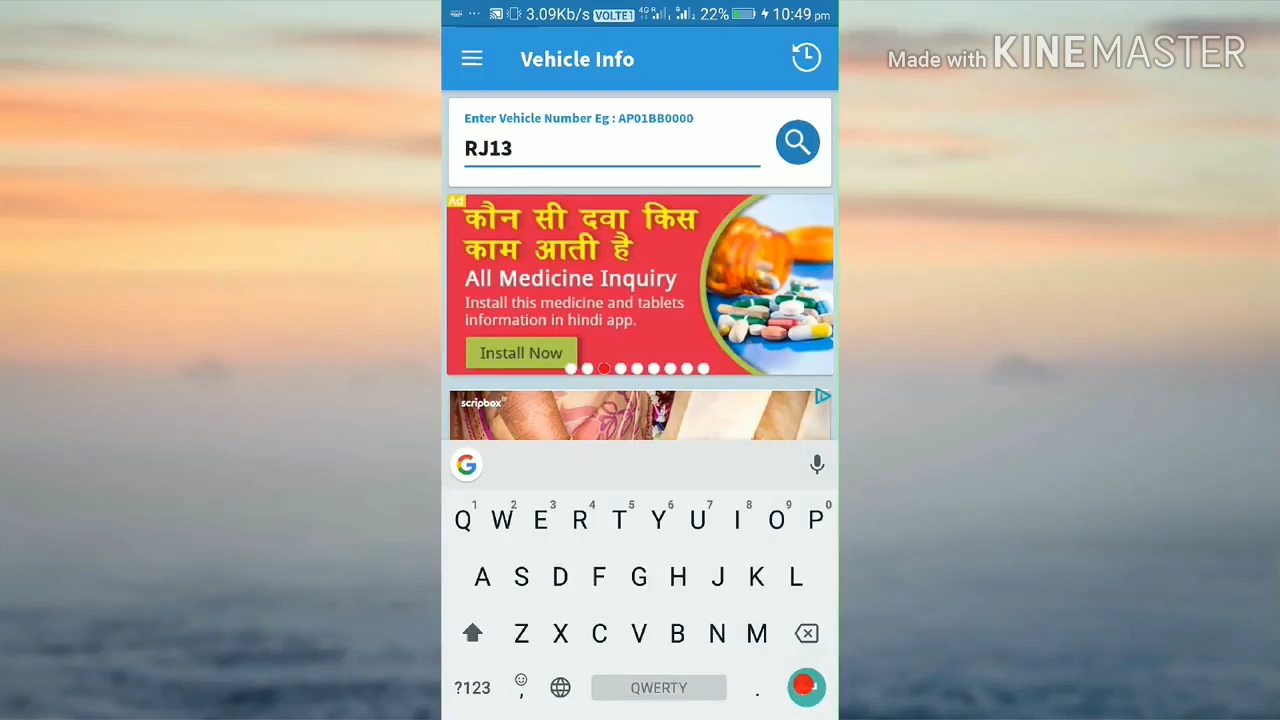 3.09Kb/s VOLTE1 4G R 22% 10:49 pm
Vehicle Info
Made with KINEMASTER
Enter Vehicle Number Eg : AP01BB0000
RJ13
Ad
कौन सी दवा किस
काम आती है
All Medicine Inquiry
Install this medicine and tablets
information in hindi app.
Install Now
scripbox
G
1 2 3 4 5 6 7 8 9 0
Q W E R T Y U I O P
A S D F G H J K L
Z X C V B N M
?123 , QWERTY .